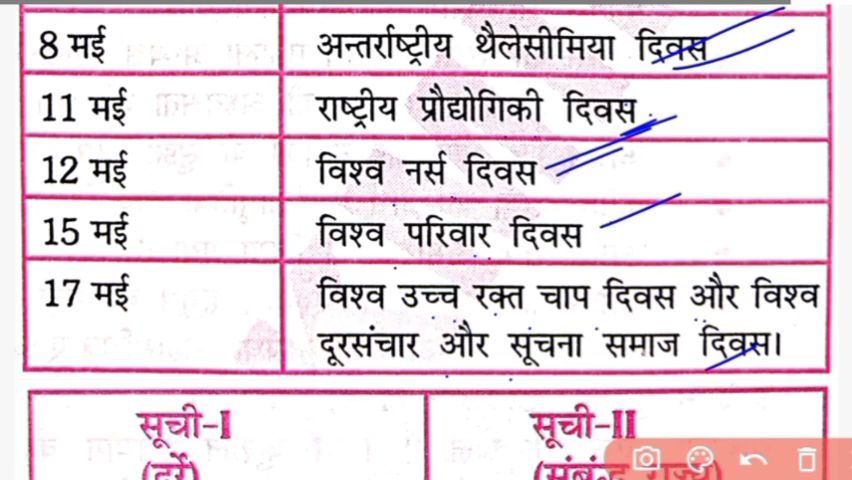 8 मई अन्तर्राष्ट्रीय थैलेसीमिया दिवस
11 मई राष्ट्रीय प्रौद्योगिकी दिवस
12 मई विश्व नर्स दिवस
15 मई विश्व परिवार दिवस
17 मई विश्व उच्च रक्त चाप दिवस और विश्व
दूरसंचार और सूचना समाज दिवस।
सूची-I सूची-II
(दर्रे)